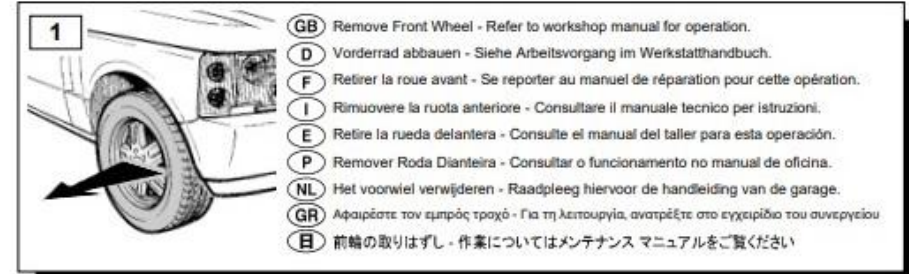 1
GB Remove Front Wheel - Refer to workshop manual for operation.
D Vorderrad abbauen - Siehe Arbeitsvorgang im Werkstatthandbuch.
F Retirer la roue avant - Se reporter au manuel de réparation pour cette opération.
I Rimuovere la ruota anteriore - Consultare il manuale tecnico per istruzioni.
E Retire la rueda delantera - Consulte el manual del taller para esta operación.
P Remover Roda Dianteira - Consultar o funcionamento no manual de oficina.
NL Het voorwiel verwijderen - Raadpleeg hiervoor de handleiding van de garage.
GR Αφαιρέστε τον εμπρός τροχό - Για τη λειτουργία, ανατρέξτε στο εγχειρίδιο του συνεργείου
日 前輪の取りはずし - 作業についてはメンテナンス マニュアルをご覧ください